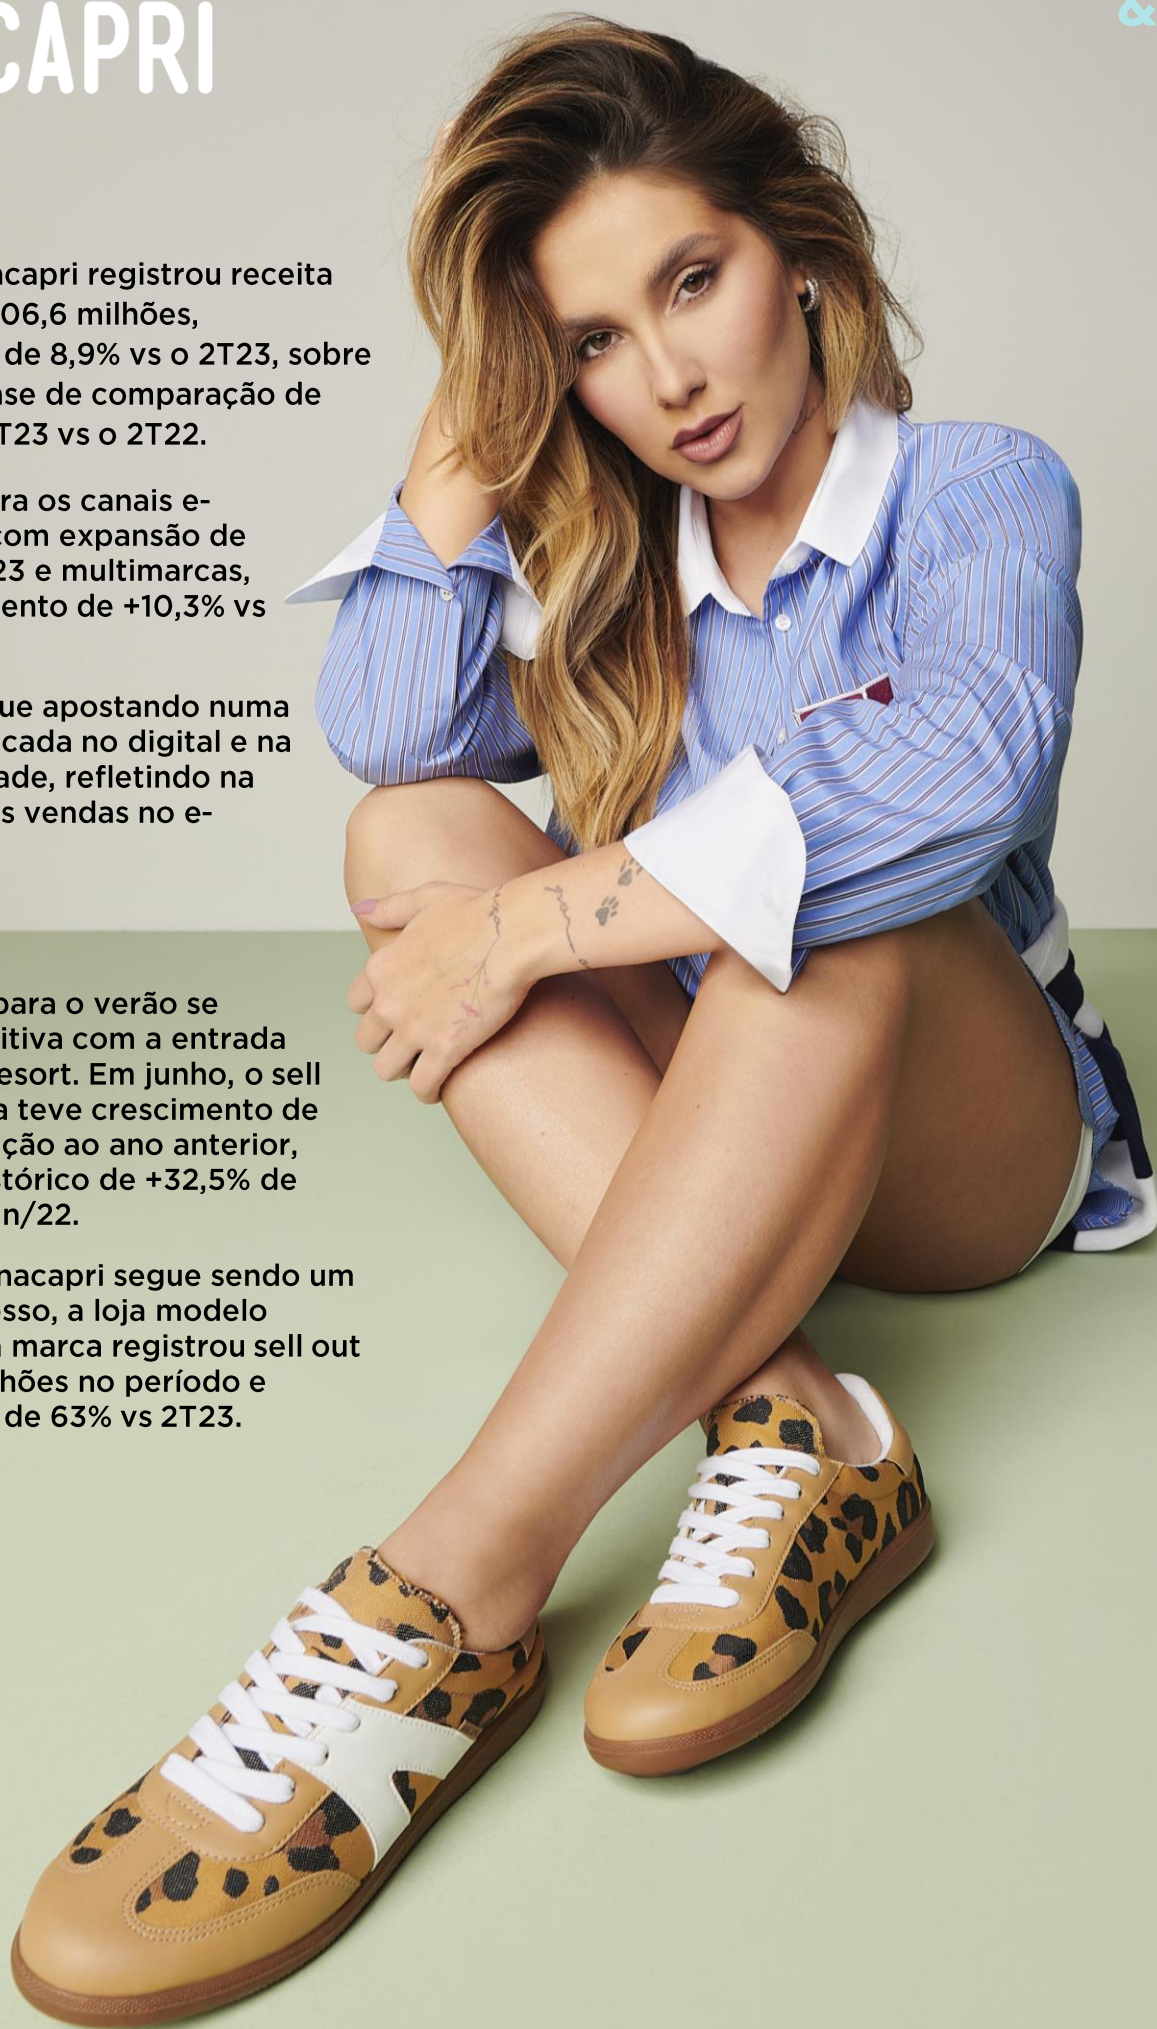 CAPRI
&
acapri registrou receita
06,6 milhões,
de 8,9% vs o 2T23, sobre
ase de comparação de
T23 vs o 2T22.
ra os canais e-
com expansão de
23 e multimarcas,
ento de +10,3% vs
ue apostando numa
cada no digital e na
ade, refletindo na
s vendas no e-
para o verão se
itiva com a entrada
esort. Em junho, o sell
a teve crescimento de
ção ao ano anterior,
stórico de +32,5% de
n/22.
nacapri segue sendo um
esso, a loja modelo
a marca registrou sell out
hões no período e
de 63% vs 2T23.